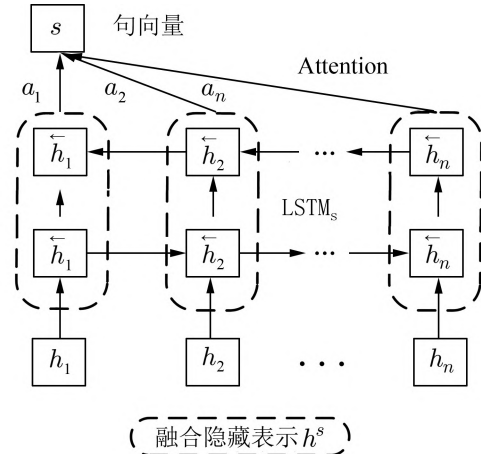 s 句向量
Attention
a₁ a₂ aₙ
←h₁ ←h₂ ... ←hₙ
LSTMₛ
←h₁ ←h₂ ... ←hₙ
h₁ h₂ ... hₙ
融合隐藏表示hˢ